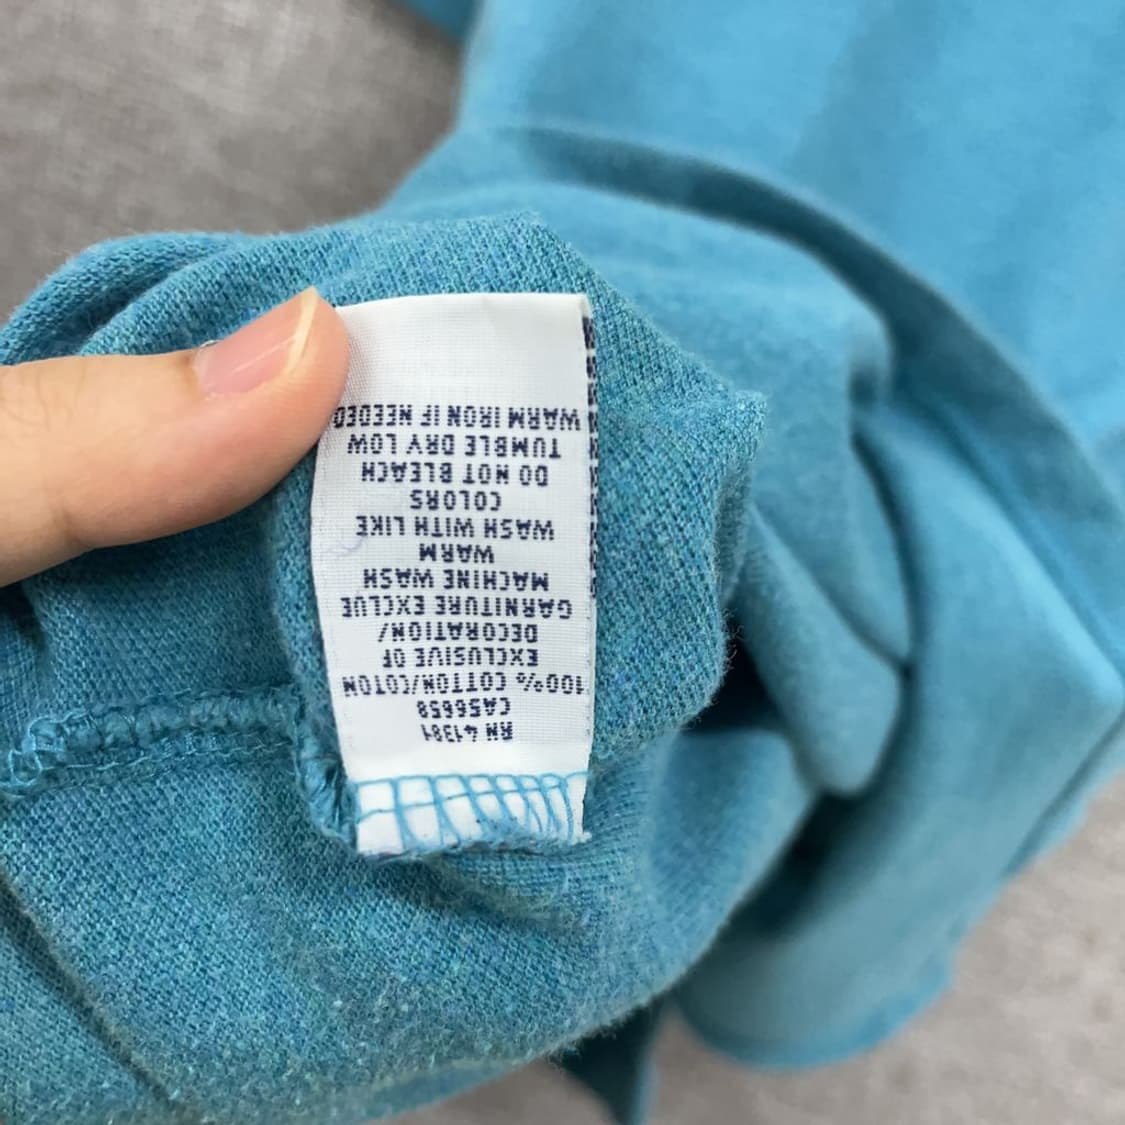 RN 41381
CA56658
100% COTTON/COTON
EXCLUSIVE OF
DECORATION/
GARNITURE EXCLUE
MACHINE WASH
WARM
WASH WITH LIKE
COLORS
DO NOT BLEACH
TUMBLE DRY LOW
WARM IRON IF NEEDED